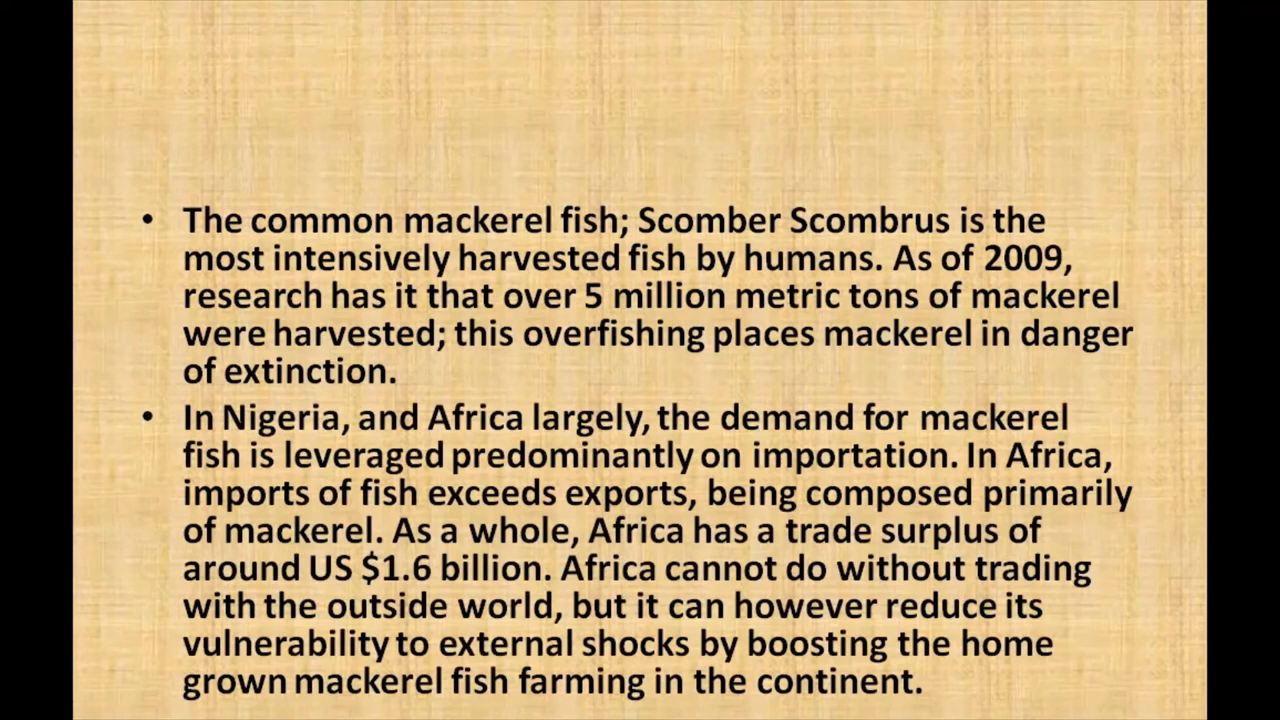 • The common mackerel fish; Scomber Scombrus is the
most intensively harvested fish by humans. As of 2009,
research has it that over 5 million metric tons of mackerel
were harvested; this overfishing places mackerel in danger
of extinction.
• In Nigeria, and Africa largely, the demand for mackerel
fish is leveraged predominantly on importation. In Africa,
imports of fish exceeds exports, being composed primarily
of mackerel. As a whole, Africa has a trade surplus of
around US $1.6 billion. Africa cannot do without trading
with the outside world, but it can however reduce its
vulnerability to external shocks by boosting the home
grown mackerel fish farming in the continent.